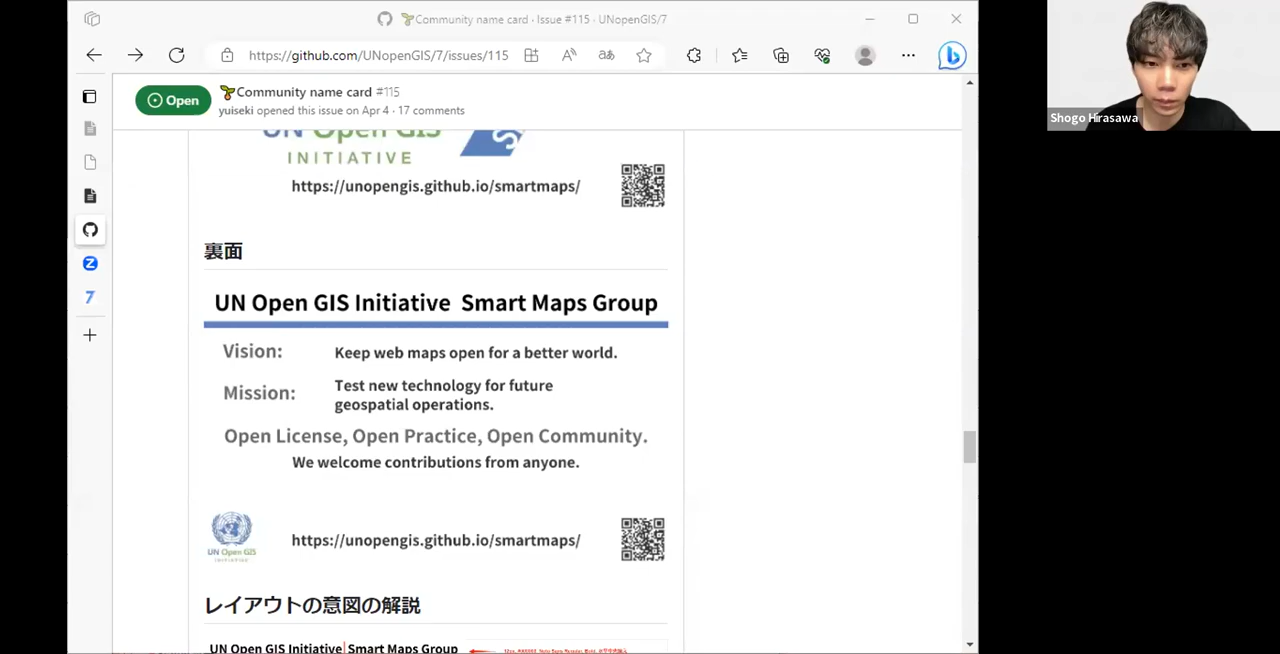 🌱Community name card · Issue #115 · UNopenGIS/7
https://github.com/UNopenGIS/7/issues/115
Open
🌱Community name card #115
yuiseki opened this issue on Apr 4 · 17 comments
UN Open GIS
INITIATIVE
https://unopengis.github.io/smartmaps/
裏面
UN Open GIS Initiative Smart Maps Group
Vision: Keep web maps open for a better world.
Mission: Test new technology for future
geospatial operations.
Open License, Open Practice, Open Community.
We welcome contributions from anyone.
UN Open GIS
INITIATIVE
https://unopengis.github.io/smartmaps/
レイアウトの意図の解説
UN Open GIS Initiative Smart Maps Group
Shogo Hirasawa